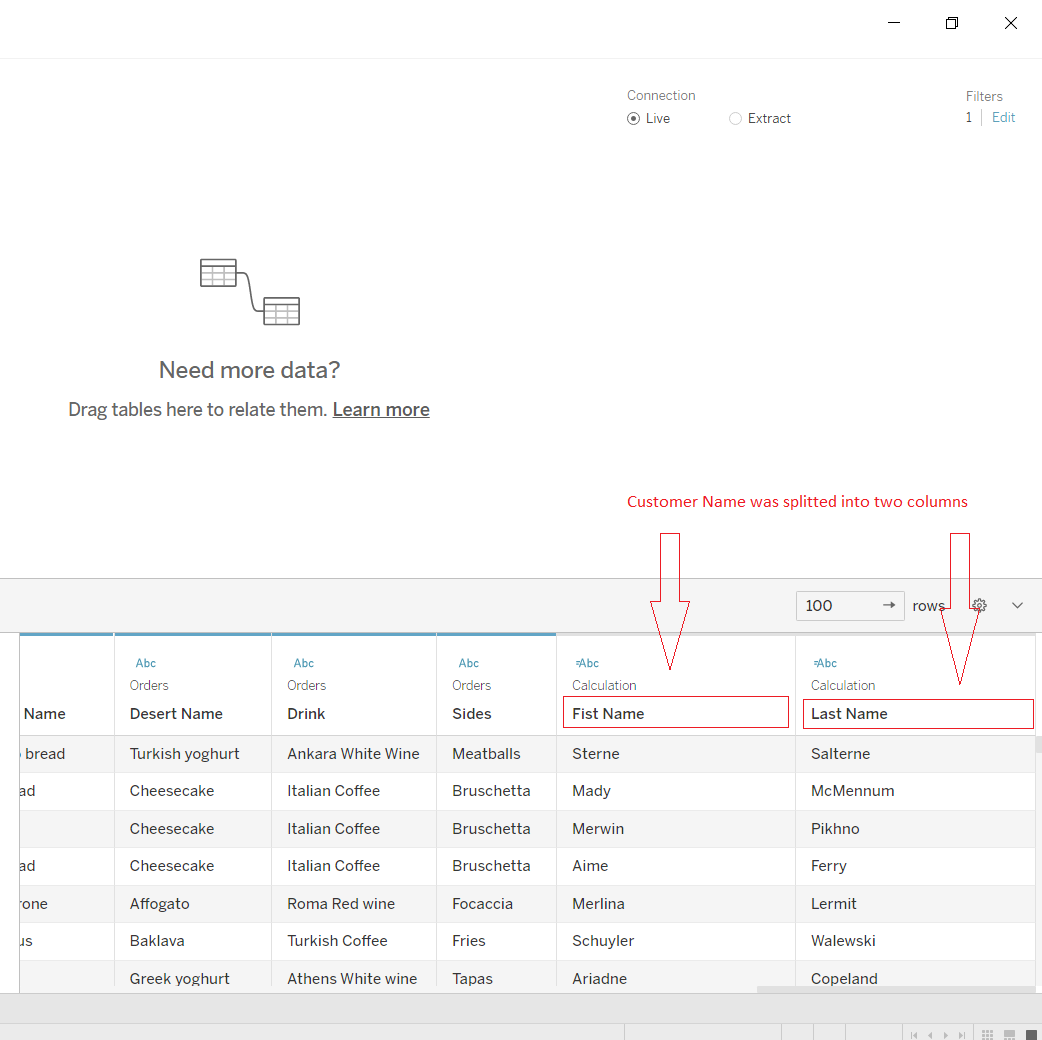 Connection
Filters
Live
Extract
1
Edit
Need more data?
Drag tables here to relate them. Learn more
Customer Name was splitted into two columns
100
rows
Abc Abc Abc =Abc =Abc
Orders Orders Orders Calculation Calculation
Name Desert Name Drink Sides Fist Name Last Name
bread Turkish yoghurt Ankara White Wine Meatballs Sterne Salterne
ad Cheesecake Italian Coffee Bruschetta Mady McMennum
Cheesecake Italian Coffee Bruschetta Merwin Pikhno
ad Cheesecake Italian Coffee Bruschetta Aime Ferry
rone Affogato Roma Red wine Focaccia Merlina Lermit
us Baklava Turkish Coffee Fries Schuyler Walewski
Greek yoghurt Athens White wine Tapas Ariadne Copeland